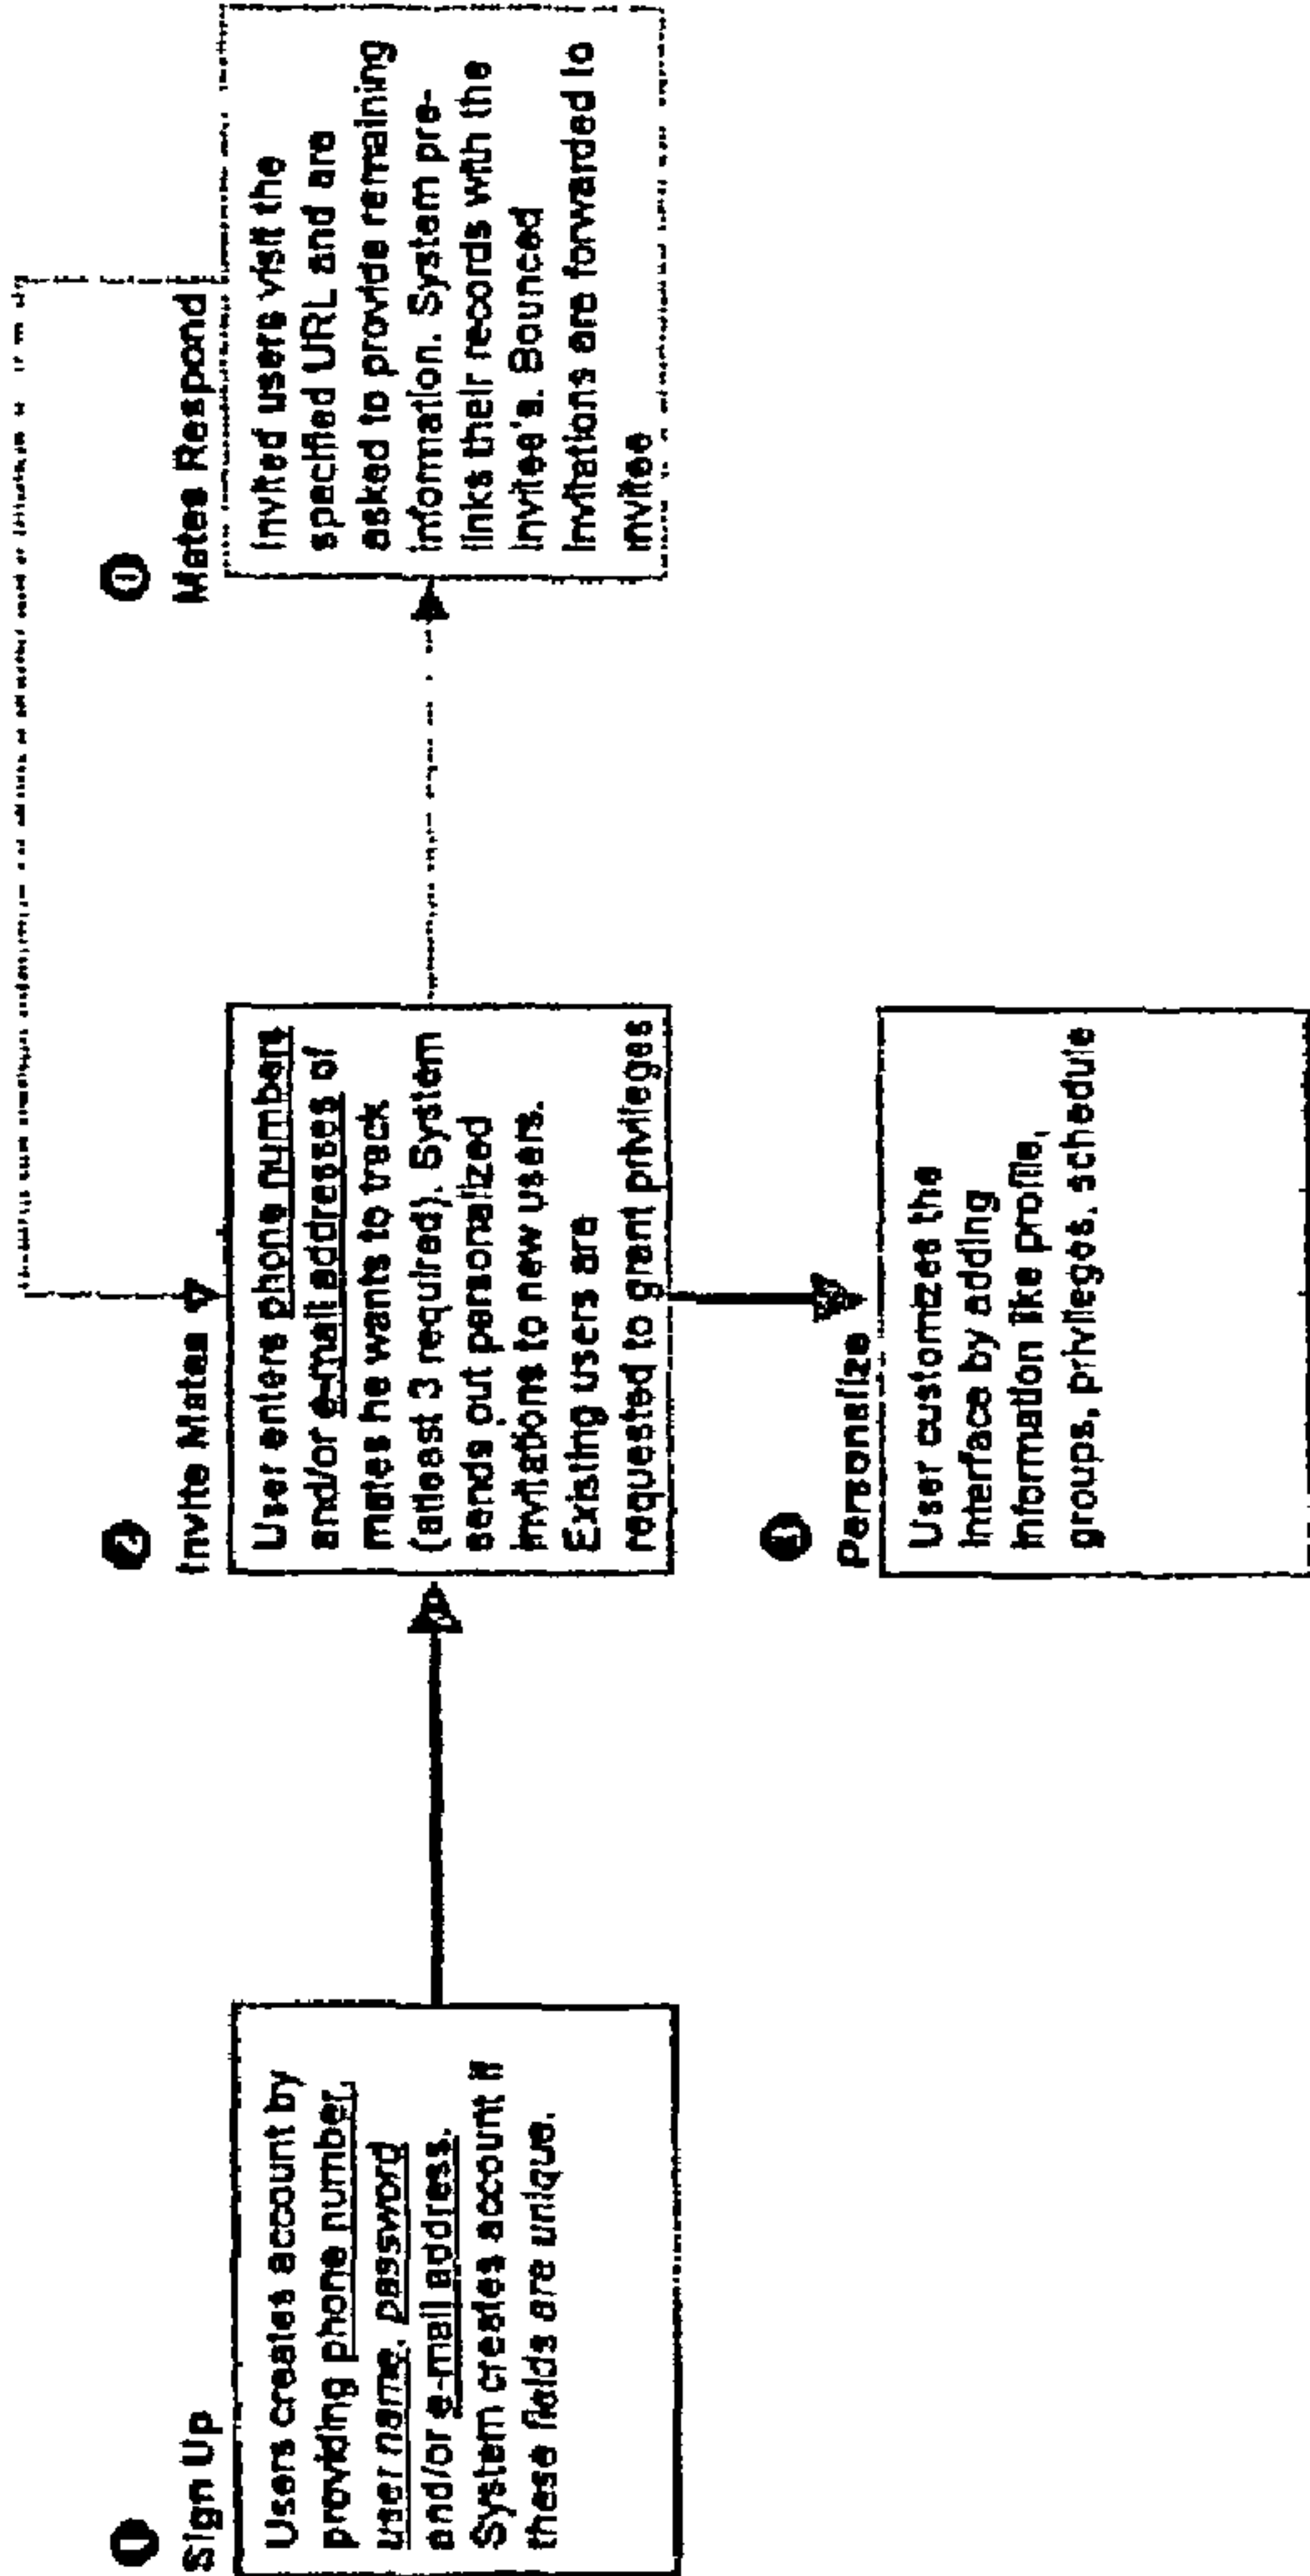 Sign Up
Users creates account by
providing phone number,
user name, password
and/or e-mail address.
System creates account if
these fields are unique.
2
Invite Mates
User enters phone numbers
and/or e-mail addresses of
mates he wants to track
(atleast 3 required). System
sends out personalized
invitations to new users.
Existing users are
requested to grant privileges
Mates Respond
Invited users visit the
specified URL and are
asked to provide remaining
information. System pre-
links their records with the
invitee's. Bounced
invitations are forwarded to
invitee
Personalize
User customizes the
interface by adding
information like profile,
groups, privileges, schedule